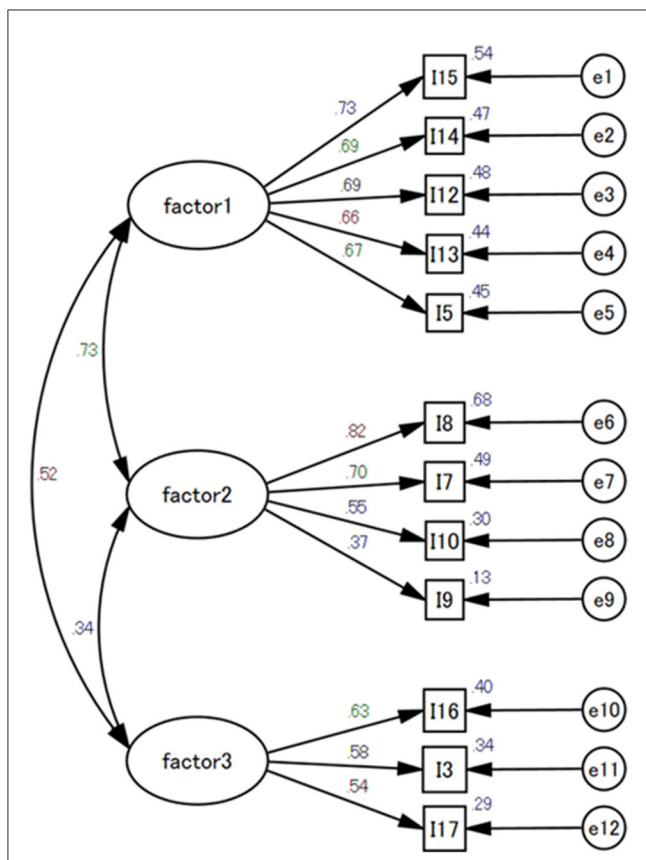 .54
I15
e1
.73
.47
I14
e2
.69
.48
factor1
.69
I12
e3
.66
.44
I13
e4
.67
.45
I5
e5
.73
.68
I8
e6
.82
.52
.49
factor2
.70
I7
e7
.55
.30
I10
e8
.37
.13
I9
e9
.34
.40
.63
I16
e10
.34
factor3
.58
I3
e11
.54
.29
I17
e12